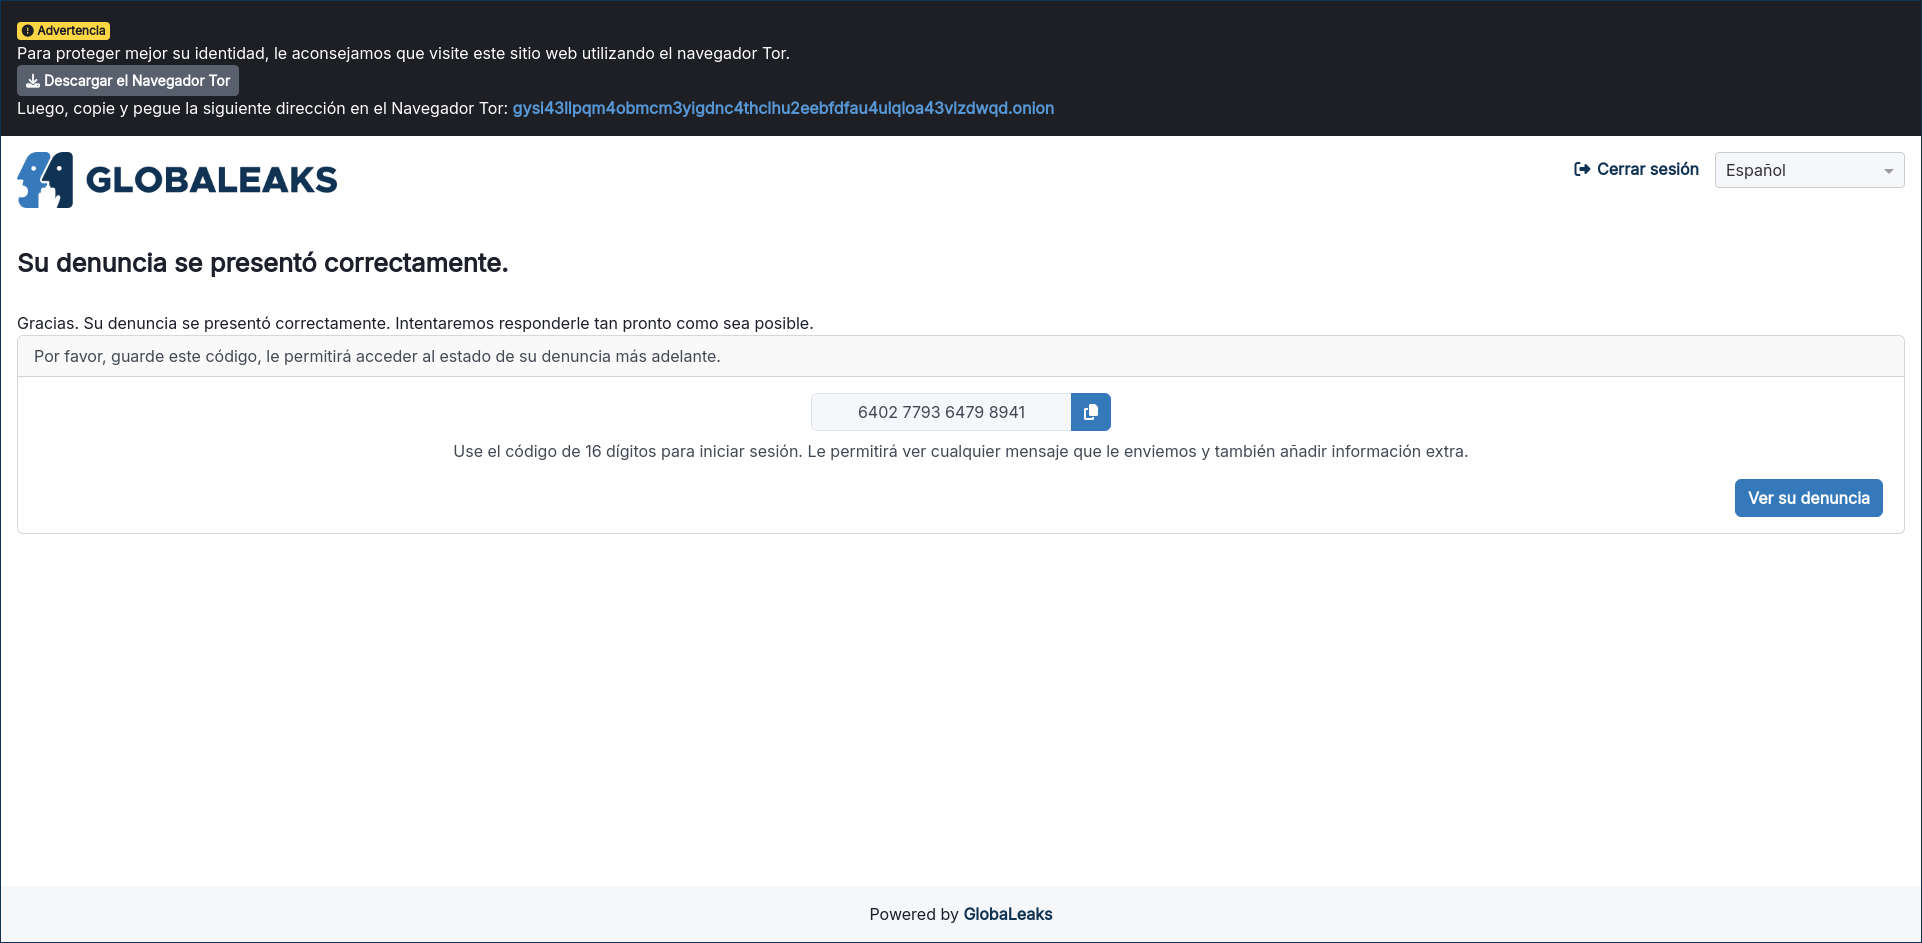 Advertencia
Para proteger mejor su identidad, le aconsejamos que visite este sitio web utilizando el navegador Tor.
Descargar el Navegador Tor
Luego, copie y pegue la siguiente dirección en el Navegador Tor: gysi43llpqm4obmcm3yigdnc4thclhu2eebfdfau4ulqloa43vlzdwqd.onion
GLOBALEAKS
Cerrar sesión
Español
Su denuncia se presentó correctamente.
Gracias. Su denuncia se presentó correctamente. Intentaremos responderle tan pronto como sea posible.
Por favor, guarde este código, le permitirá acceder al estado de su denuncia más adelante.
6402 7793 6479 8941
Use el código de 16 dígitos para iniciar sesión. Le permitirá ver cualquier mensaje que le enviemos y también añadir información extra.
Ver su denuncia
Powered by GlobaLeaks